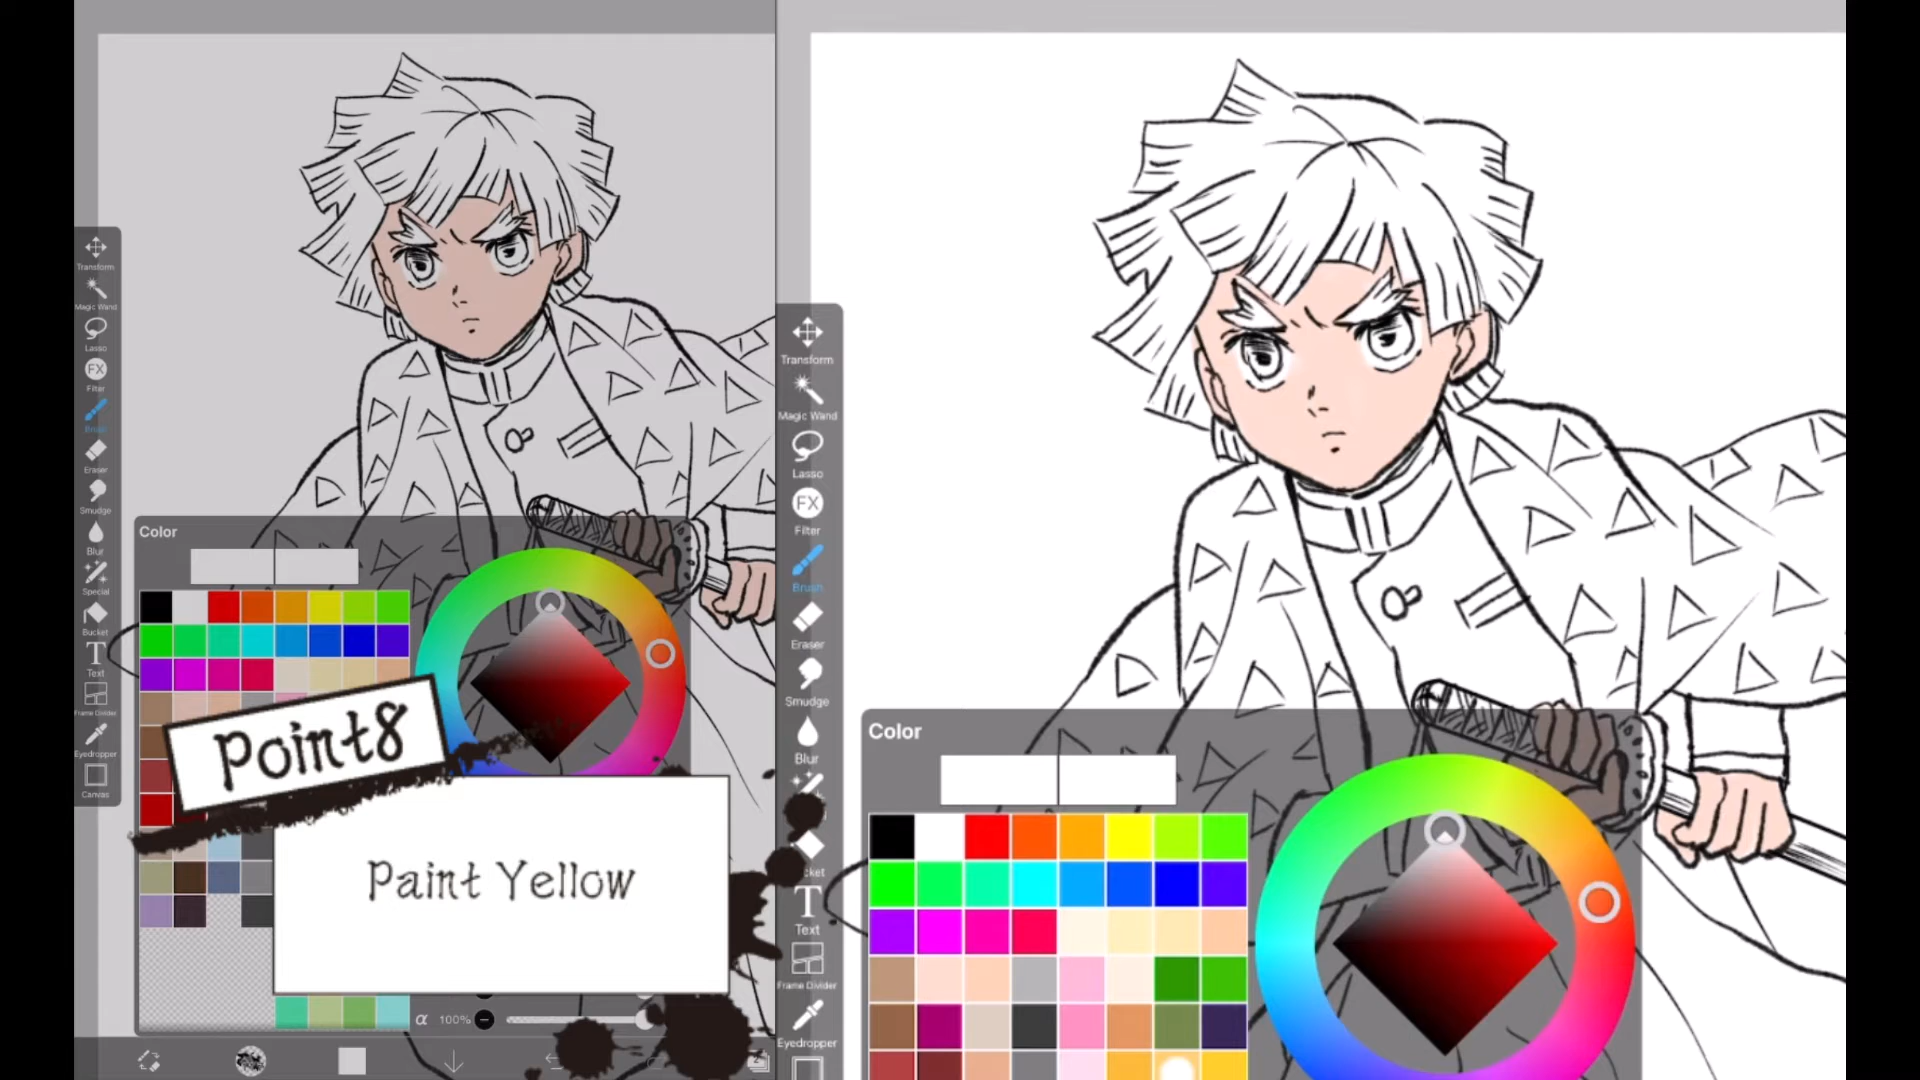 Transform
Magic Wand
Lasso
FX
Filter
Brush
Eraser
Smudge
Blur
Special
Bucket
T
Text
Frame Divider
Eyedropper
Canvas
Color
α 100%
Point8
Paint Yellow
Transform
Magic Wand
Lasso
FX
Filter
Brush
Eraser
Smudge
Blur
cket
T
Text
Frame Divider
Eyedropper
Color